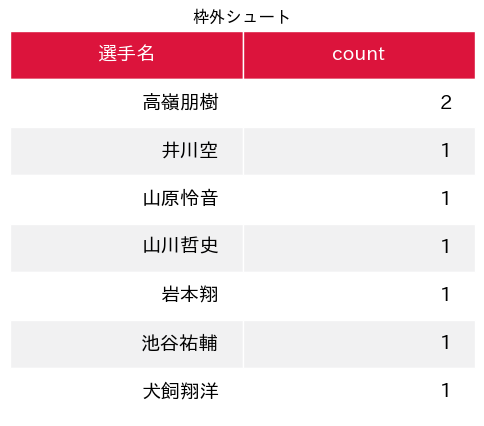 枠外シュート
選手名 count
高嶺朋樹 2
井川空 1
山原怜音 1
山川哲史 1
岩本翔 1
池谷祐輔 1
犬飼翔洋 1